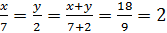 x/7 = y/2 = (x+y)/(7+2) = 18/9 = 2